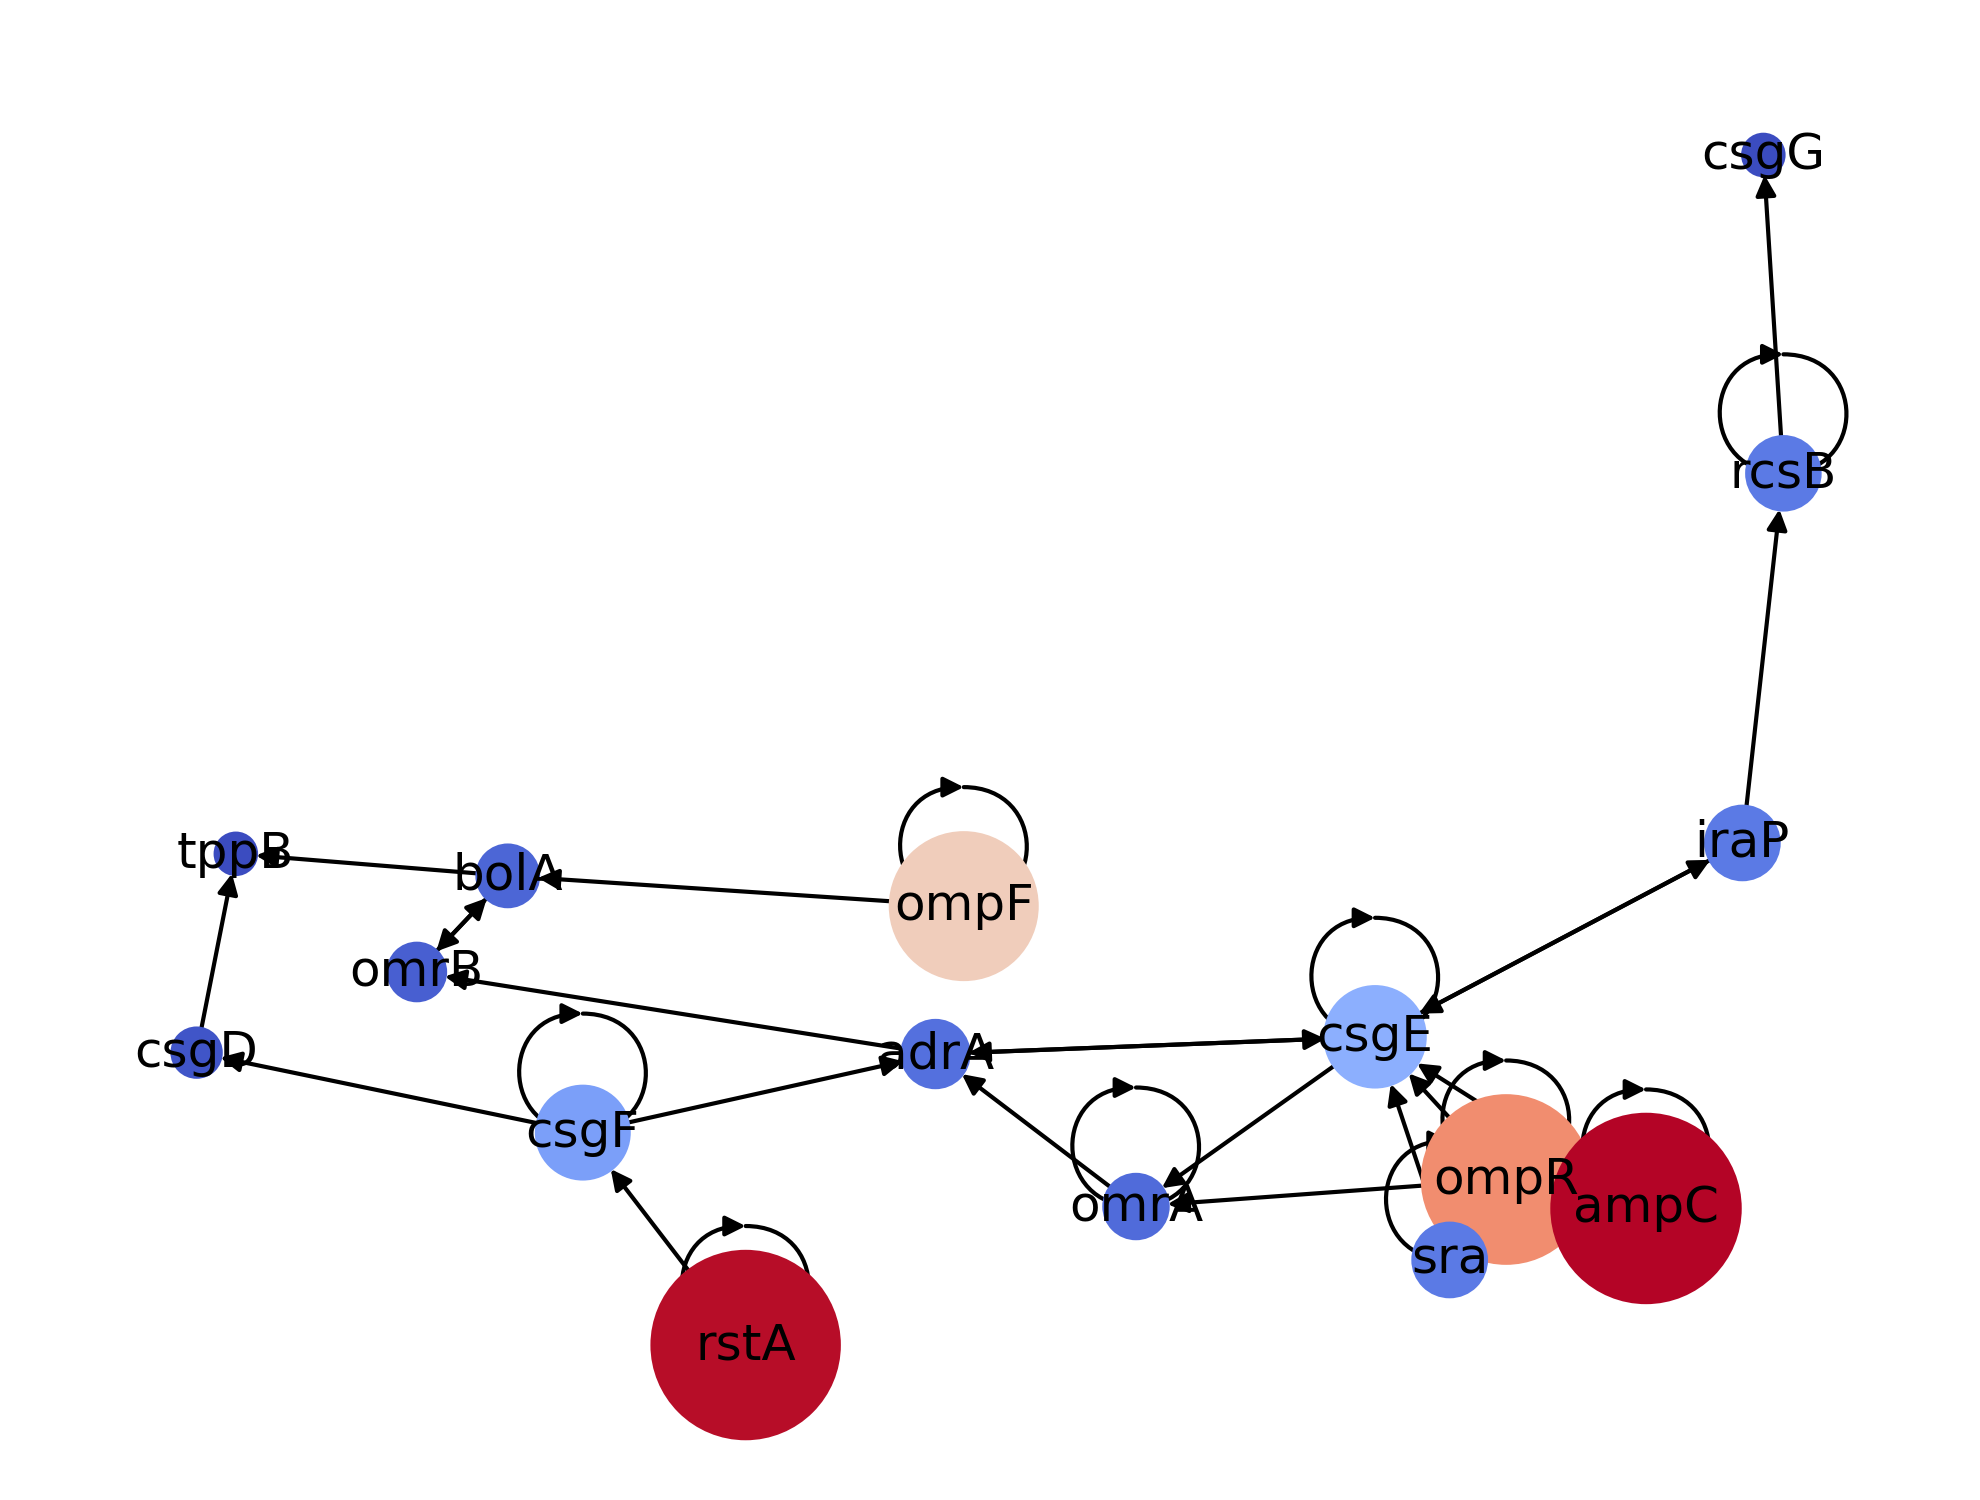 csgG
rcsB
iraP
tppB
bolA
ompF
omrB
csgE
csgD
adrA
csgF
ompR
omrA
ampC
sra
rstA